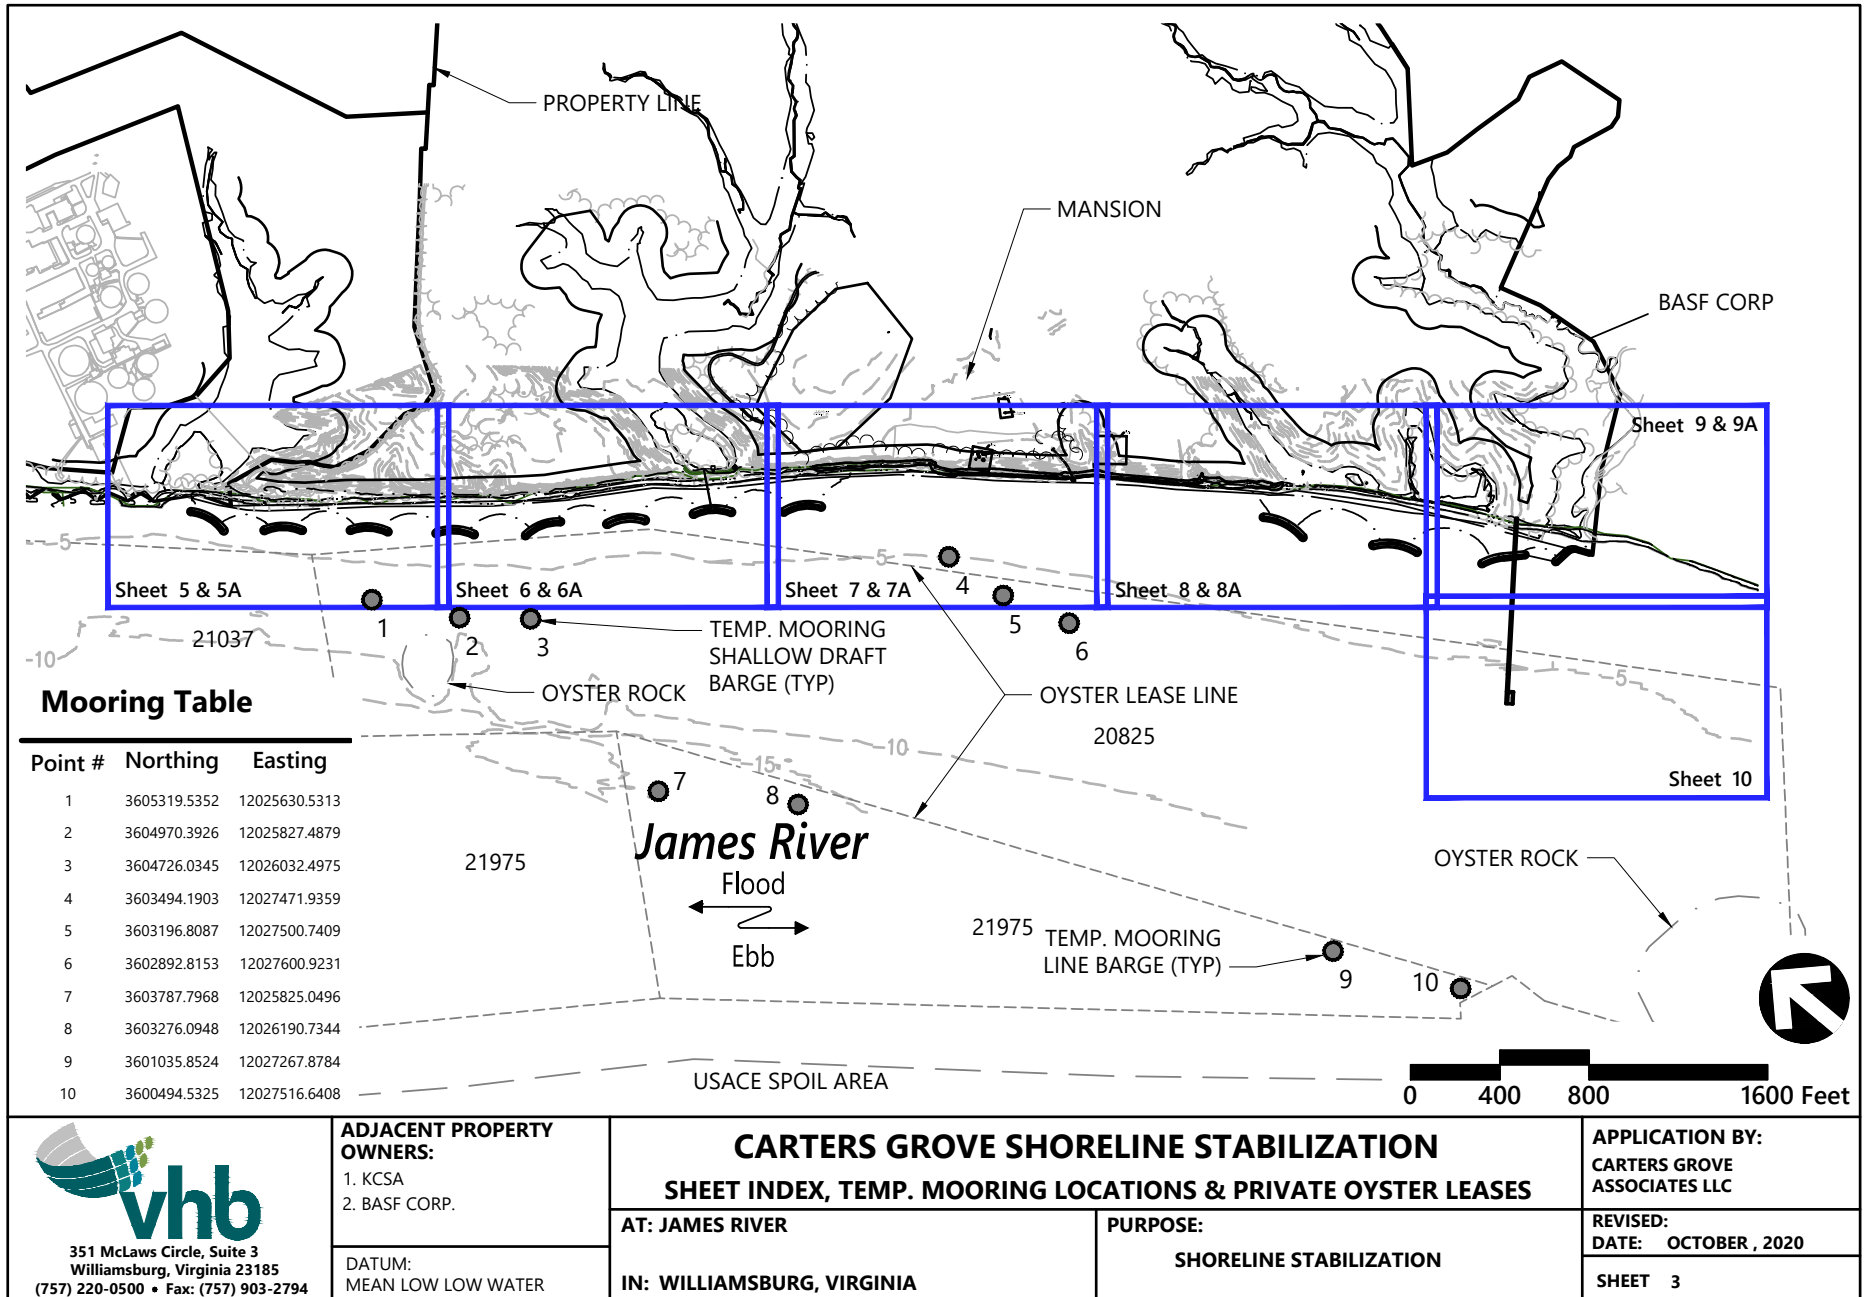 PROPERTY LINE
MANSION
BASF CORP
Sheet 9 & 9A
-5
5
Sheet 5 & 5A
Sheet 6 & 6A
Sheet 7 & 7A
Sheet 8 & 8A
4
1
2
3
5
6
21037
-10
TEMP. MOORING
SHALLOW DRAFT
BARGE (TYP)
OYSTER ROCK
OYSTER LEASE LINE
20825
-5
-10
-15
Sheet 10
Mooring Table
Point # Northing Easting
1 3605319.5352 12025630.5313
2 3604970.3926 12025827.4879
3 3604726.0345 12026032.4975
4 3603494.1903 12027471.9359
5 3603196.8087 12027500.7409
6 3602892.8153 12027600.9231
7 3603787.7968 12025825.0496
8 3603276.0948 12026190.7344
9 3601035.8524 12027267.8784
10 3600494.5325 12027516.6408
7
8
James River
Flood
Ebb
21975
21975
TEMP. MOORING
LINE BARGE (TYP)
OYSTER ROCK
9
10
USACE SPOIL AREA
0 400 800 1600 Feet
vhb
351 McLaws Circle, Suite 3
Williamsburg, Virginia 23185
(757) 220-0500 • Fax: (757) 903-2794
ADJACENT PROPERTY
OWNERS:
1. KCSA
2. BASF CORP.
DATUM:
MEAN LOW LOW WATER
CARTERS GROVE SHORELINE STABILIZATION
SHEET INDEX, TEMP. MOORING LOCATIONS & PRIVATE OYSTER LEASES
AT: JAMES RIVER
IN: WILLIAMSBURG, VIRGINIA
PURPOSE:
SHORELINE STABILIZATION
APPLICATION BY:
CARTERS GROVE
ASSOCIATES LLC
REVISED:
DATE: OCTOBER , 2020
SHEET 3